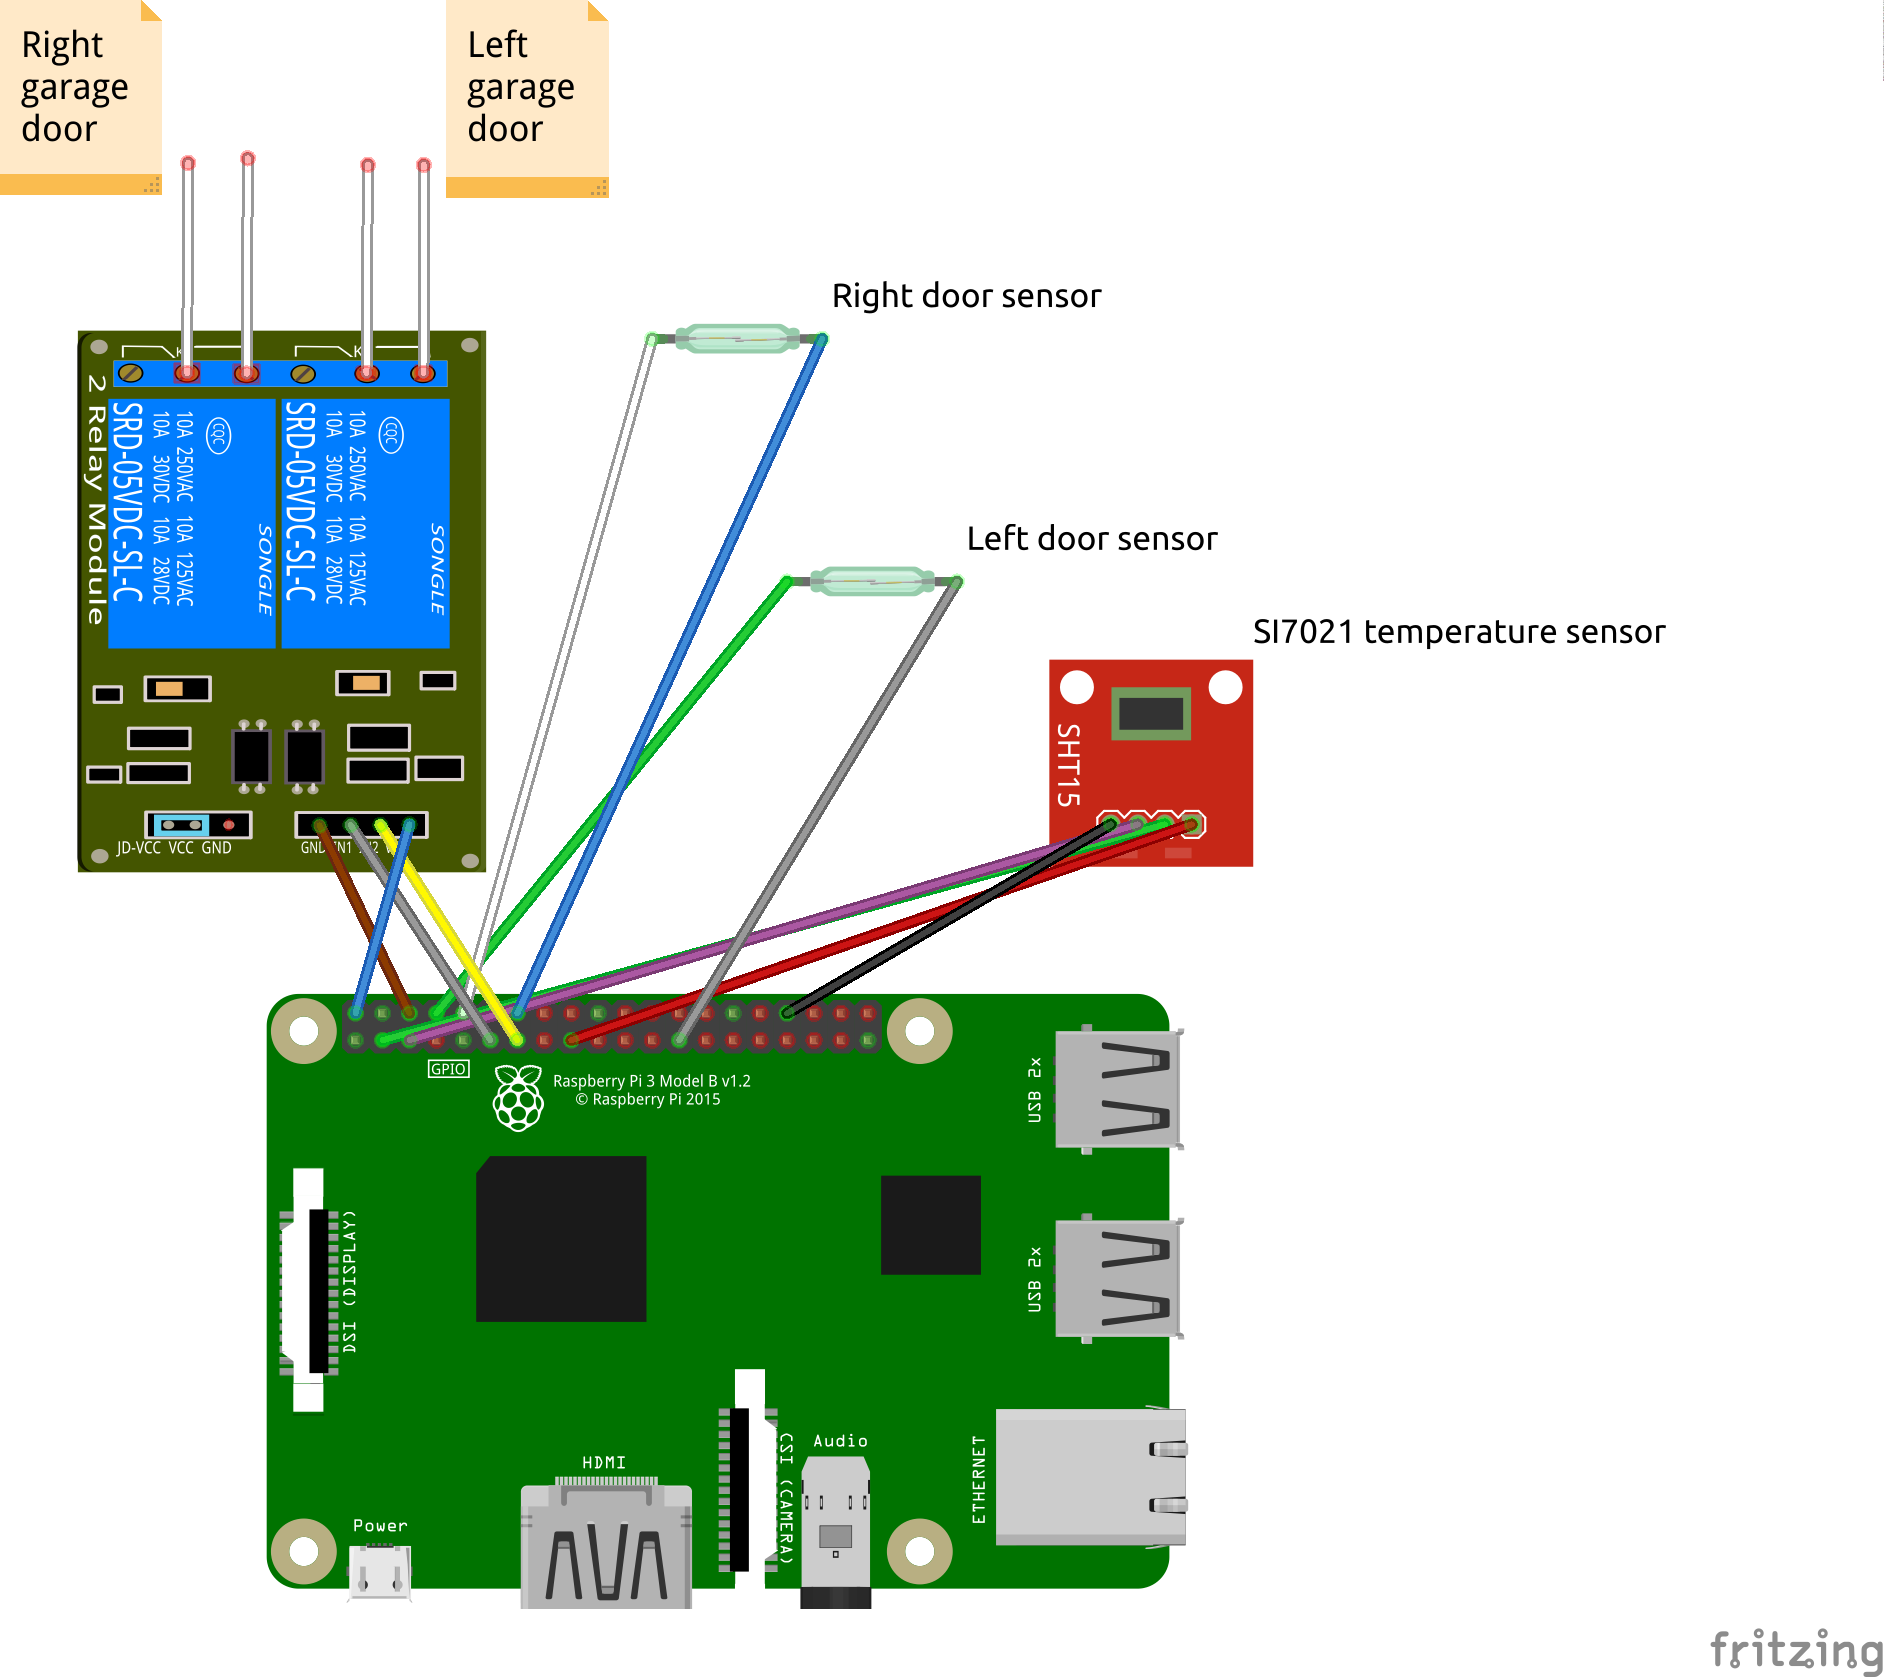 Right
garage
door
Left
garage
door
Right door sensor
Left door sensor
SI7021 temperature sensor
2 Relay Module
SRD-05VDC-SL-C
10A 30VDC 10A 28VDC
10A 250VAC 10A 125VAC
CQC
SONGLE
SRD-05VDC-SL-C
10A 30VDC 10A 28VDC
10A 250VAC 10A 125VAC
CQC
SONGLE
JD-VCC VCC GND
SHT15
GPIO
Raspberry Pi 3 Model B v1.2
© Raspberry Pi 2015
USB 2x
USB 2x
DSI (DISPLAY)
CSI (CAMERA)
Audio
HDMI
ETHERNET
Power
fritzing